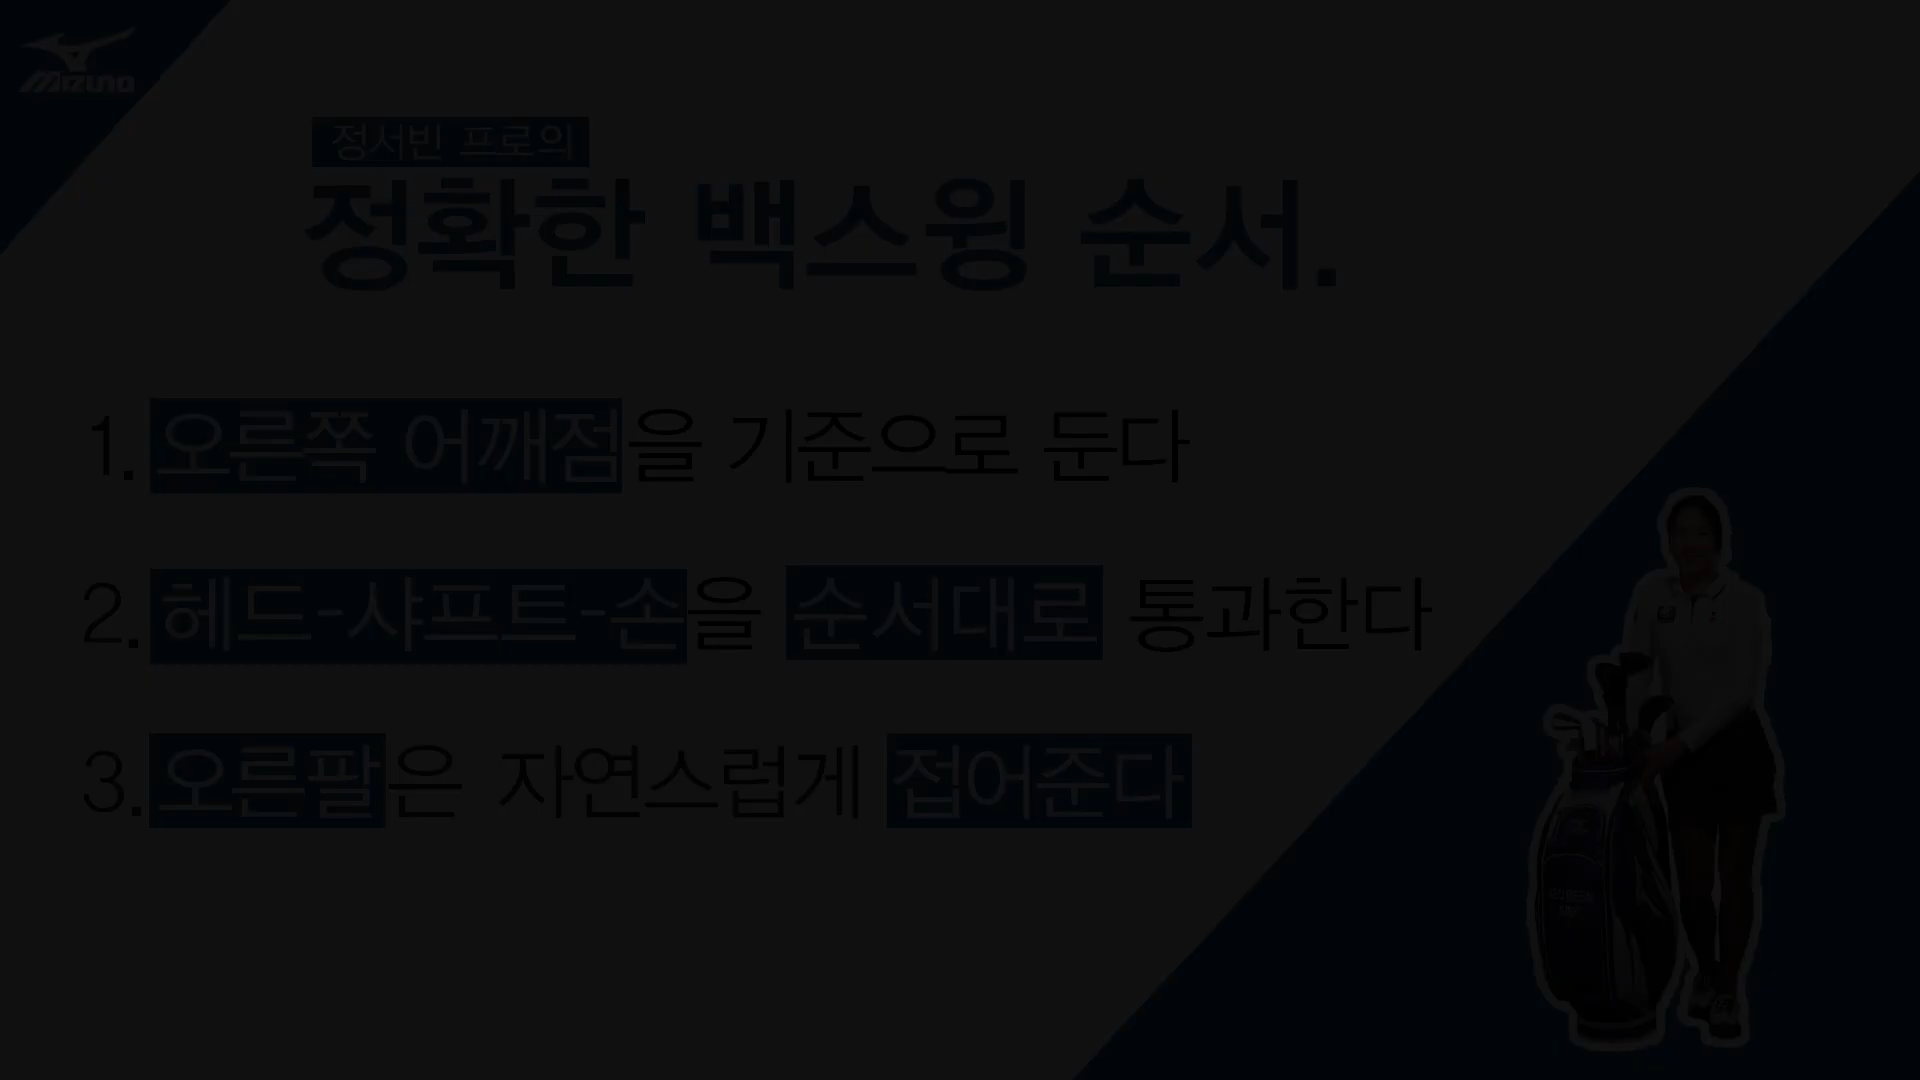 MIZUNO
정서빈 프로의
정확한 백스윙 순서.
1. 오른쪽 어깨점을 기준으로 둔다
2. 헤드-샤프트-손을 순서대로 통과한다
3. 오른팔은 자연스럽게 접어준다